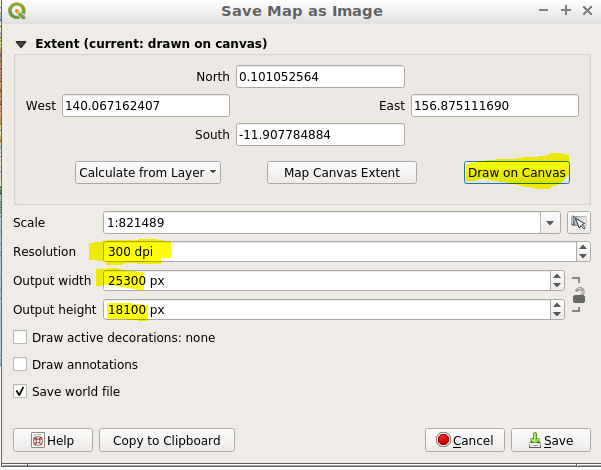 Save Map as Image
Extent (current: drawn on canvas)
North 0.101052564
West 140.067162407 East 156.875111690
South -11.907784884
Calculate from Layer Map Canvas Extent Draw on Canvas
Scale 1:821489
Resolution 300 dpi
Output width 25300 px
Output height 18100 px
Draw active decorations: none
Draw annotations
Save world file
Help Copy to Clipboard Cancel Save